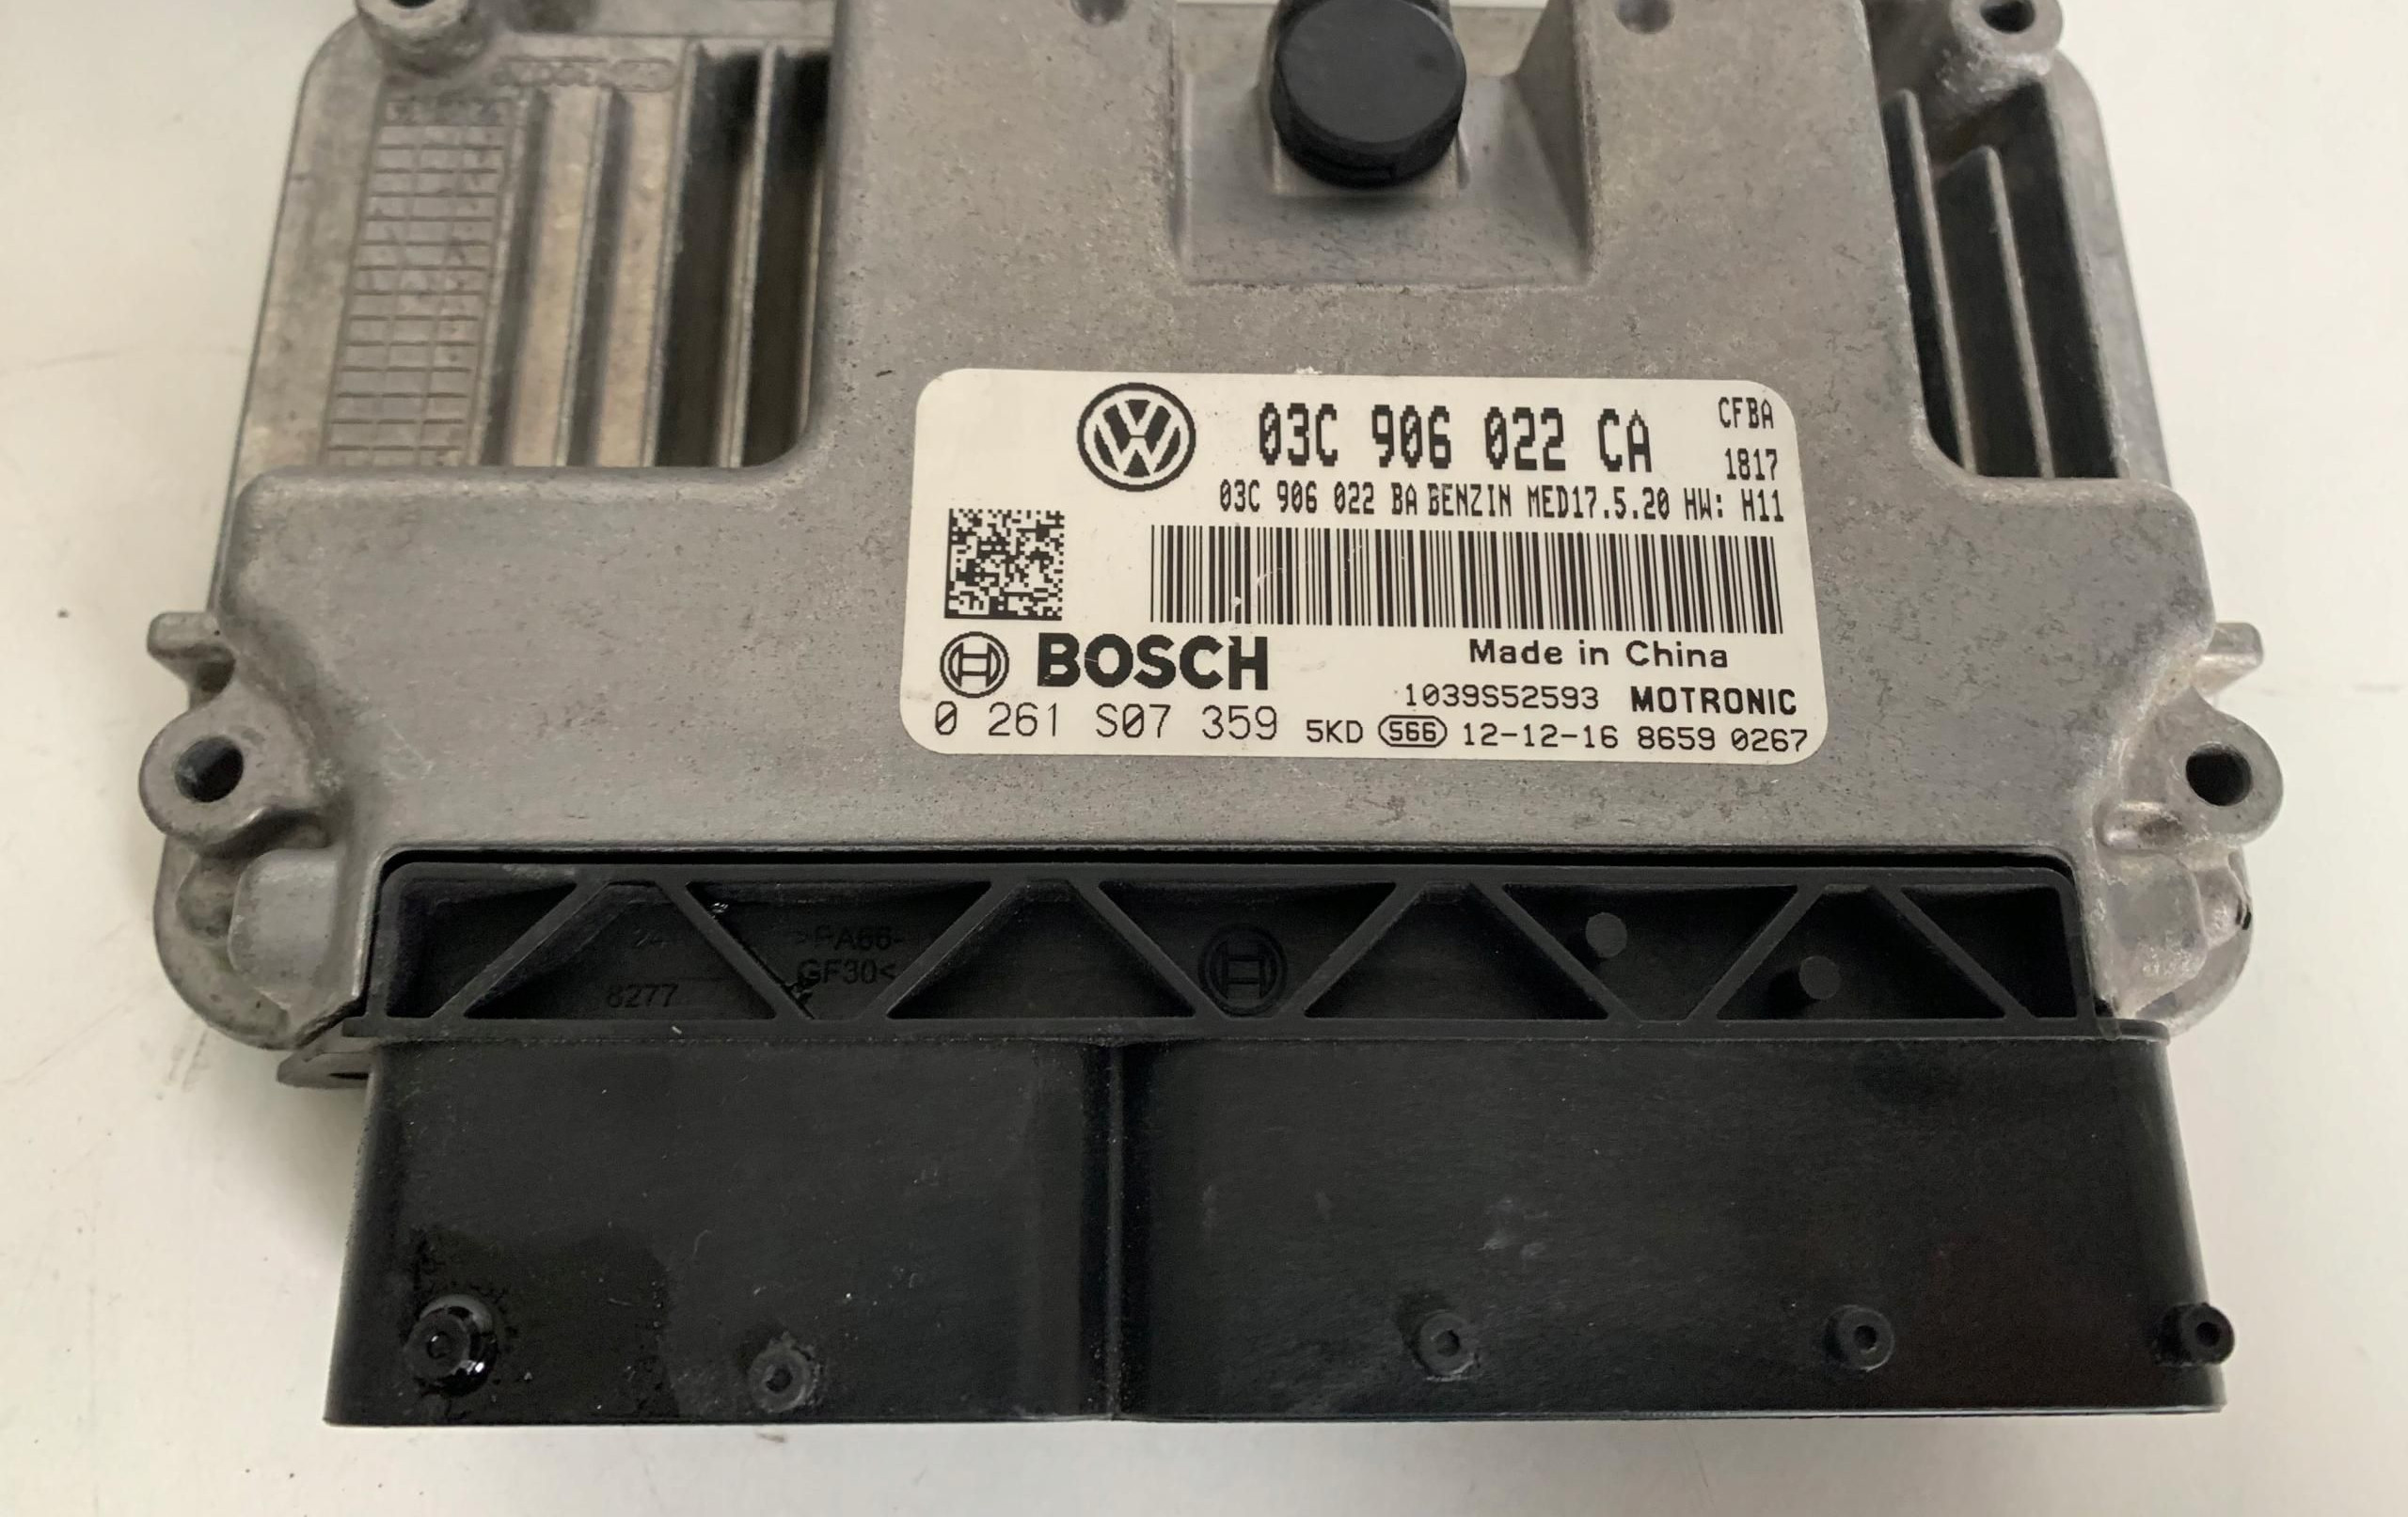 03C 906 022 CA
CFBA
1817
03C 906 022 BA BENZIN MED17.5.20 HW: H11
BOSCH
Made in China
1039S52593 MOTRONIC
0 261 S07 359 5KD 566 12-12-16 8659 0267
>PA66-
GF30<
8277